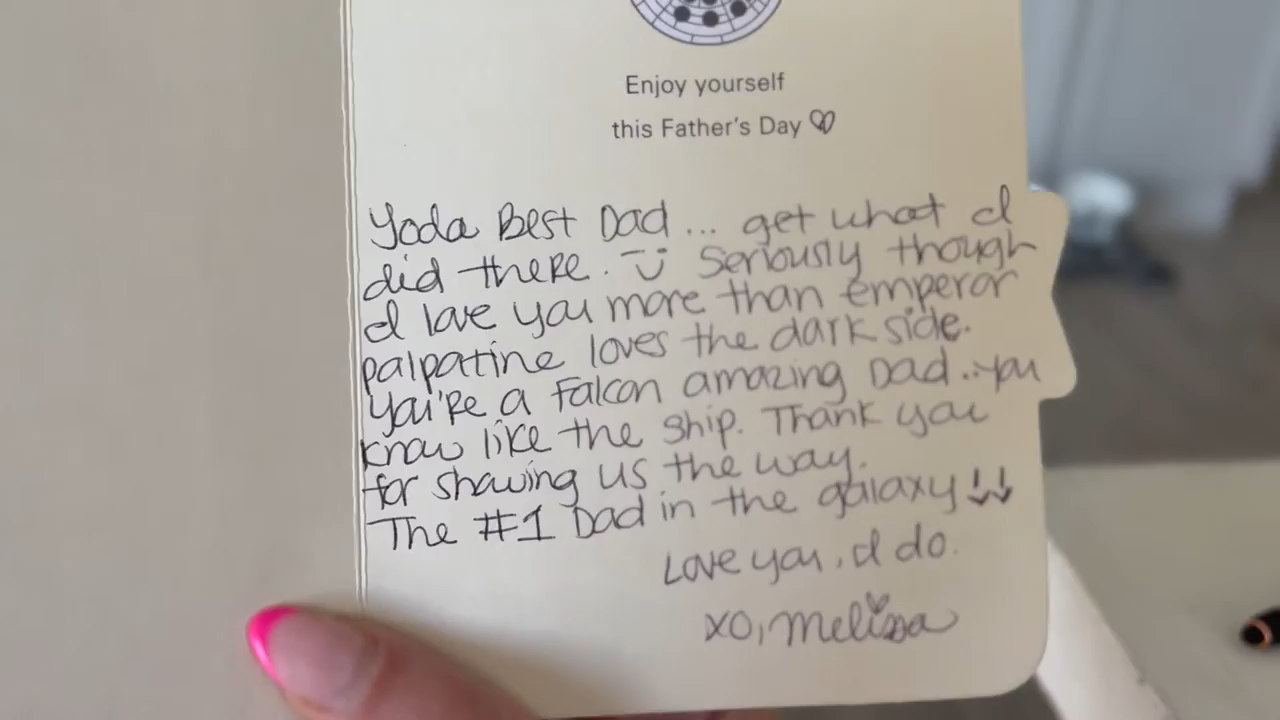 Enjoy yourself
this Father's Day ♡
Yoda Best Dad... get what I
did there. Seriously though
I love you more than emperor
palpatine loves the dark side.
you're a Falcon amazing Dad..you
know like the ship. Thank you
for showing us the way.
The #1 Dad in the galaxy!!
Love you, I do.
xo, Melissa